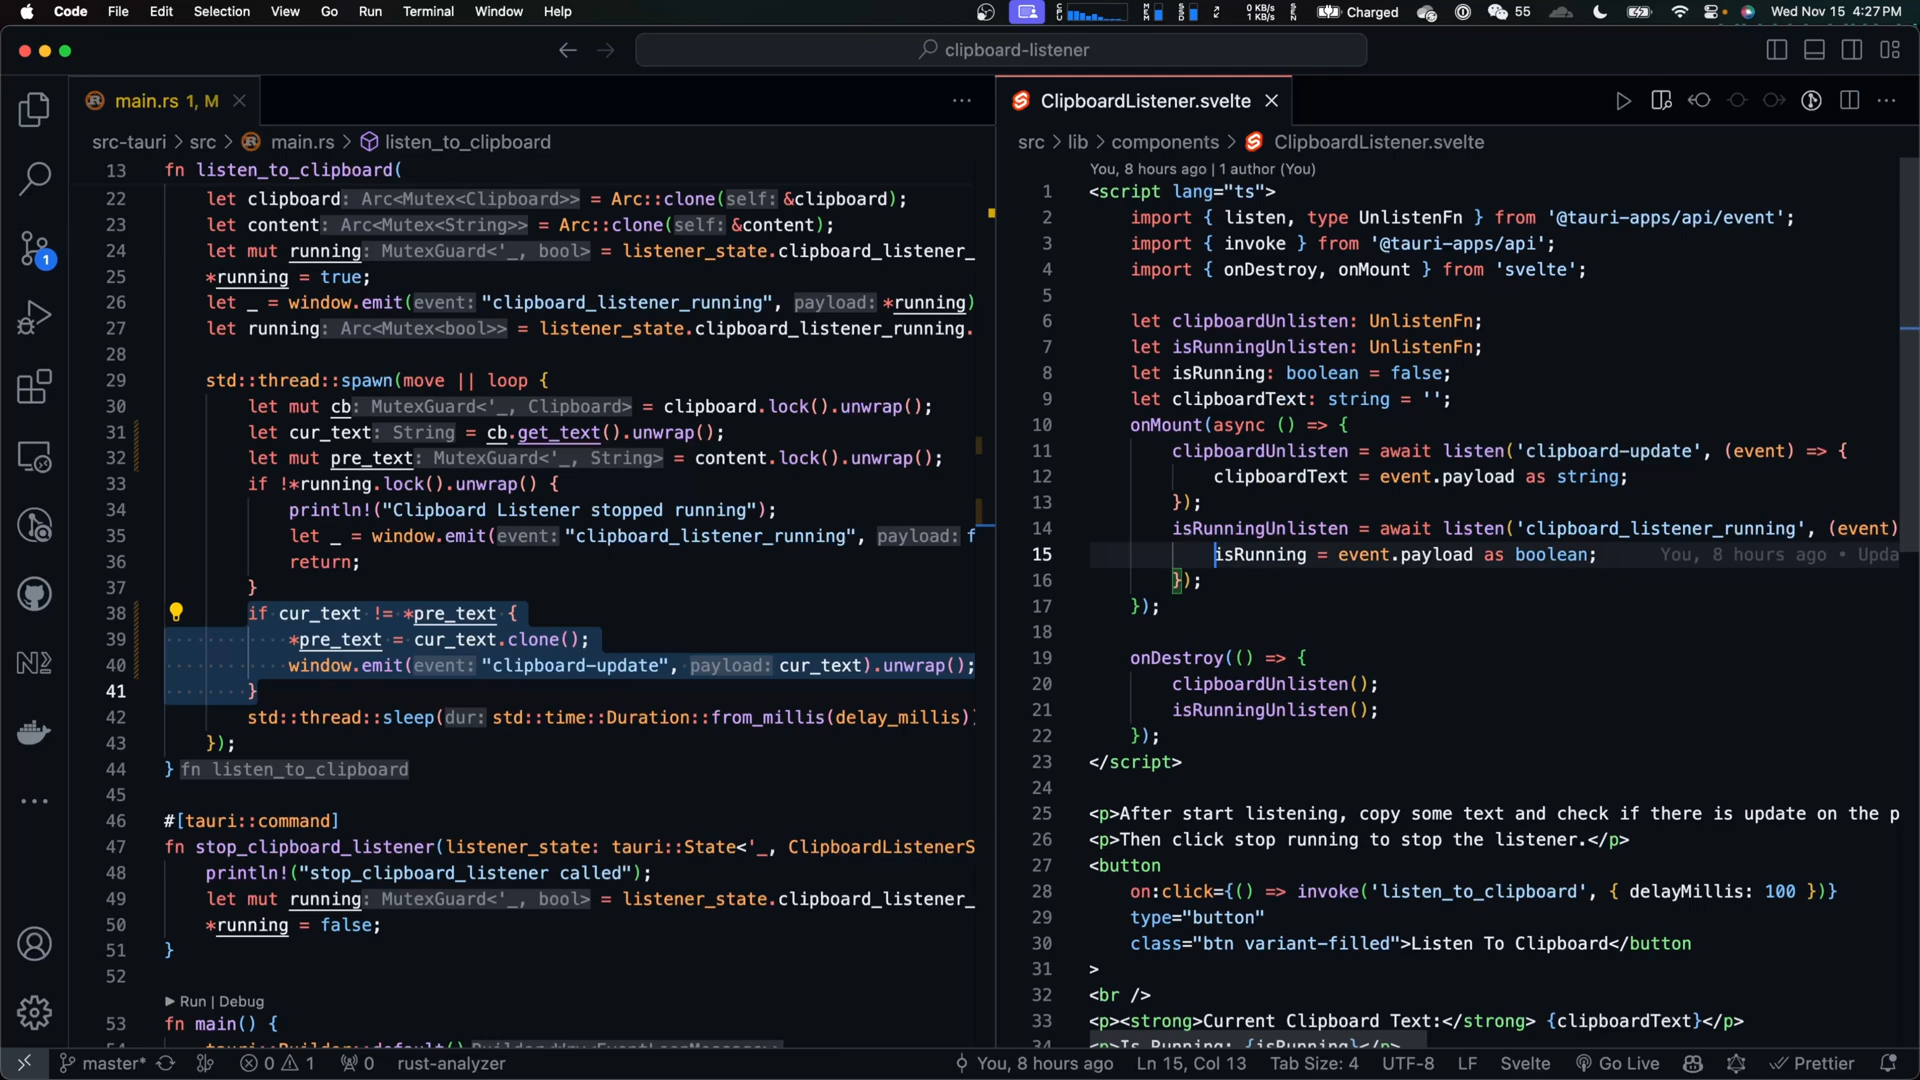 Code File Edit Selection View Go Run Terminal Window Help
0 KB/s
1 KB/s
Charged
55
Wed Nov 15 4:27 PM
clipboard-listener
main.rs 1, M
ClipboardListener.svelte
src-tauri > src > main.rs > listen_to_clipboard
13 fn listen_to_clipboard(
22 let clipboard: Arc<Mutex<Clipboard>> = Arc::clone(self: &clipboard);
23 let content: Arc<Mutex<String>> = Arc::clone(self: &content);
24 let mut running: MutexGuard<'_, bool> = listener_state.clipboard_listener_
25 *running = true;
26 let _ = window.emit(event: "clipboard_listener_running", payload: *running)
27 let running: Arc<Mutex<bool>> = listener_state.clipboard_listener_running.
28
29 std::thread::spawn(move || loop {
30 let mut cb: MutexGuard<'_, Clipboard> = clipboard.lock().unwrap();
31 let cur_text: String = cb.get_text().unwrap();
32 let mut pre_text: MutexGuard<'_, String> = content.lock().unwrap();
33 if !*running.lock().unwrap() {
34 println!("Clipboard Listener stopped running");
35 let _ = window.emit(event: "clipboard_listener_running", payload: f
36 return;
37 }
38 if cur_text != *pre_text {
39 *pre_text = cur_text.clone();
40 window.emit(event: "clipboard-update", payload: cur_text).unwrap();
41 }
42 std::thread::sleep(dur: std::time::Duration::from_millis(delay_millis))
43 });
44 } fn listen_to_clipboard
45
46 #[tauri::command]
47 fn stop_clipboard_listener(listener_state: tauri::State<'_, ClipboardListenerS
48 println!("stop_clipboard_listener called");
49 let mut running: MutexGuard<'_, bool> = listener_state.clipboard_listener_
50 *running = false;
51 }
52
Run | Debug
53 fn main() {
src > lib > components > ClipboardListener.svelte
You, 8 hours ago | 1 author (You)
1 <script lang="ts">
2 import { listen, type UnlistenFn } from '@tauri-apps/api/event';
3 import { invoke } from '@tauri-apps/api';
4 import { onDestroy, onMount } from 'svelte';
5
6 let clipboardUnlisten: UnlistenFn;
7 let isRunningUnlisten: UnlistenFn;
8 let isRunning: boolean = false;
9 let clipboardText: string = '';
10 onMount(async () => {
11 clipboardUnlisten = await listen('clipboard-update', (event) => {
12 clipboardText = event.payload as string;
13 });
14 isRunningUnlisten = await listen('clipboard_listener_running', (event)
15 isRunning = event.payload as boolean; You, 8 hours ago • Upda
16 });
17 });
18
19 onDestroy(() => {
20 clipboardUnlisten();
21 isRunningUnlisten();
22 });
23 </script>
24
25 <p>After start listening, copy some text and check if there is update on the p
26 <p>Then click stop running to stop the listener.</p>
27 <button
28 on:click={() => invoke('listen_to_clipboard', { delayMillis: 100 })}
29 type="button"
30 class="btn variant-filled">Listen To Clipboard</button
31 >
32 <br />
33 <p><strong>Current Clipboard Text:</strong> {clipboardText}</p>
34 <p>Is Running: {isRunning}</p>
master* 0 1 0 rust-analyzer
You, 8 hours ago Ln 15, Col 13 Tab Size: 4 UTF-8 LF Svelte Go Live Prettier